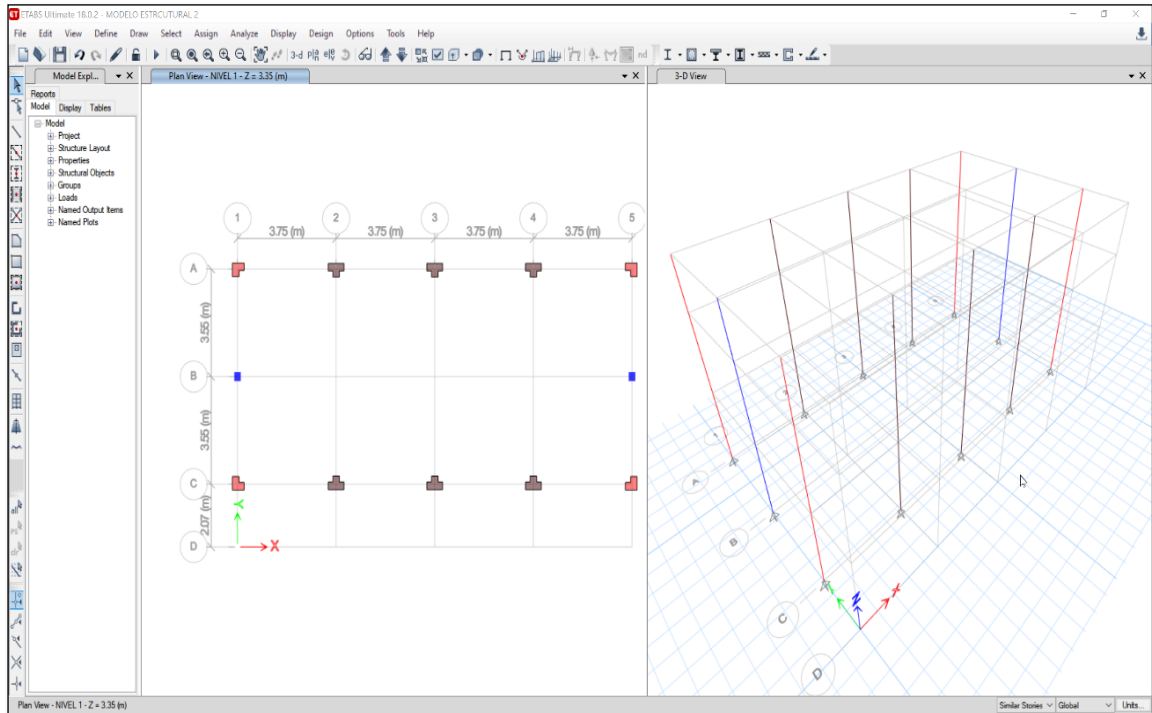 ETABS Ultimate 18.0.2 - MODELO ESTRCUTURAL 2
File Edit View Define Draw Select Assign Analyze Display Design Options Tools Help
3-d
nd
Model Expl...
Plan View - NIVEL 1 - Z = 3.35 (m)
3-D View
Reports
Model Display Tables
Model
Project
Structure Layout
Properties
Structural Objects
Groups
Loads
Named Output Items
Named Plots
1 2 3 4 5
3.75 (m) 3.75 (m) 3.75 (m) 3.75 (m)
A
3.55 (m)
B
3.55 (m)
C
2.07 (m)
D
Y
X
A
B
C
D
Z
X
Plan View - NIVEL 1 - Z = 3.35 (m)
Similar Stories Global Units...